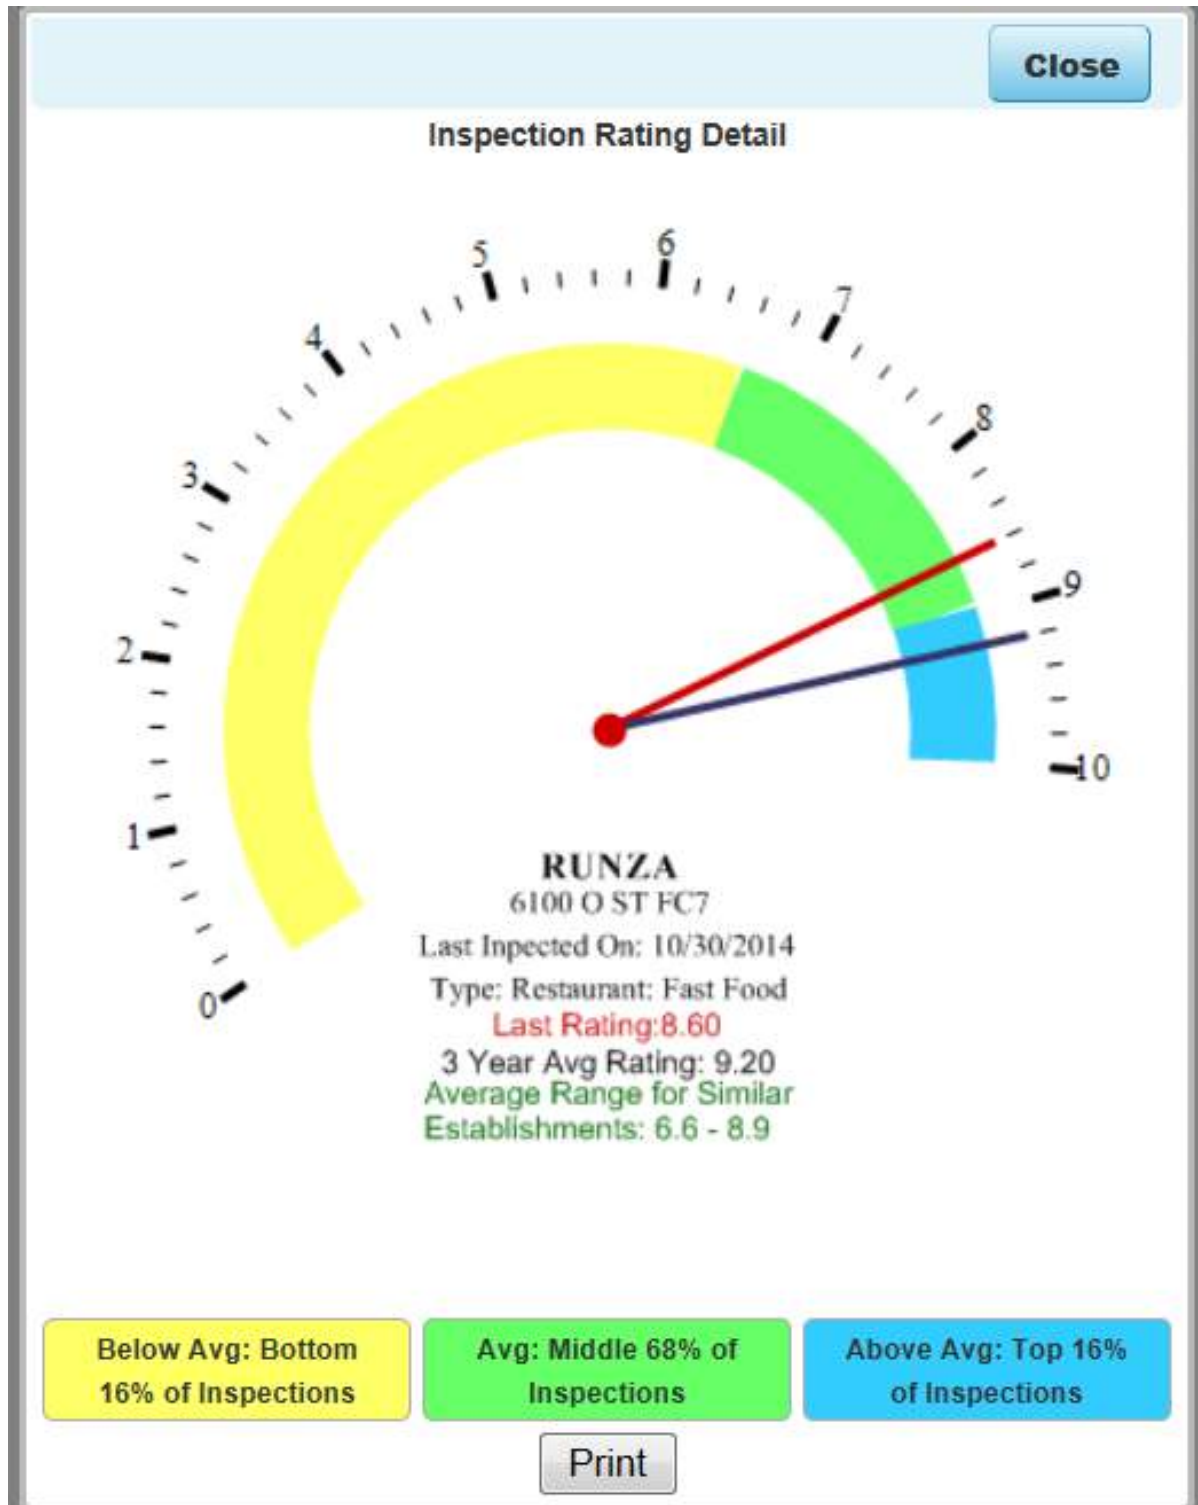 Close
Inspection Rating Detail
0
1
2
3
4
5
6
7
8
9
10
RUNZA
6100 O ST FC7
Last Inpected On: 10/30/2014
Type: Restaurant: Fast Food
Last Rating:8.60
3 Year Avg Rating: 9.20
Average Range for Similar
Establishments: 6.6 - 8.9
Below Avg: Bottom
16% of Inspections
Avg: Middle 68% of
Inspections
Above Avg: Top 16%
of Inspections
Print